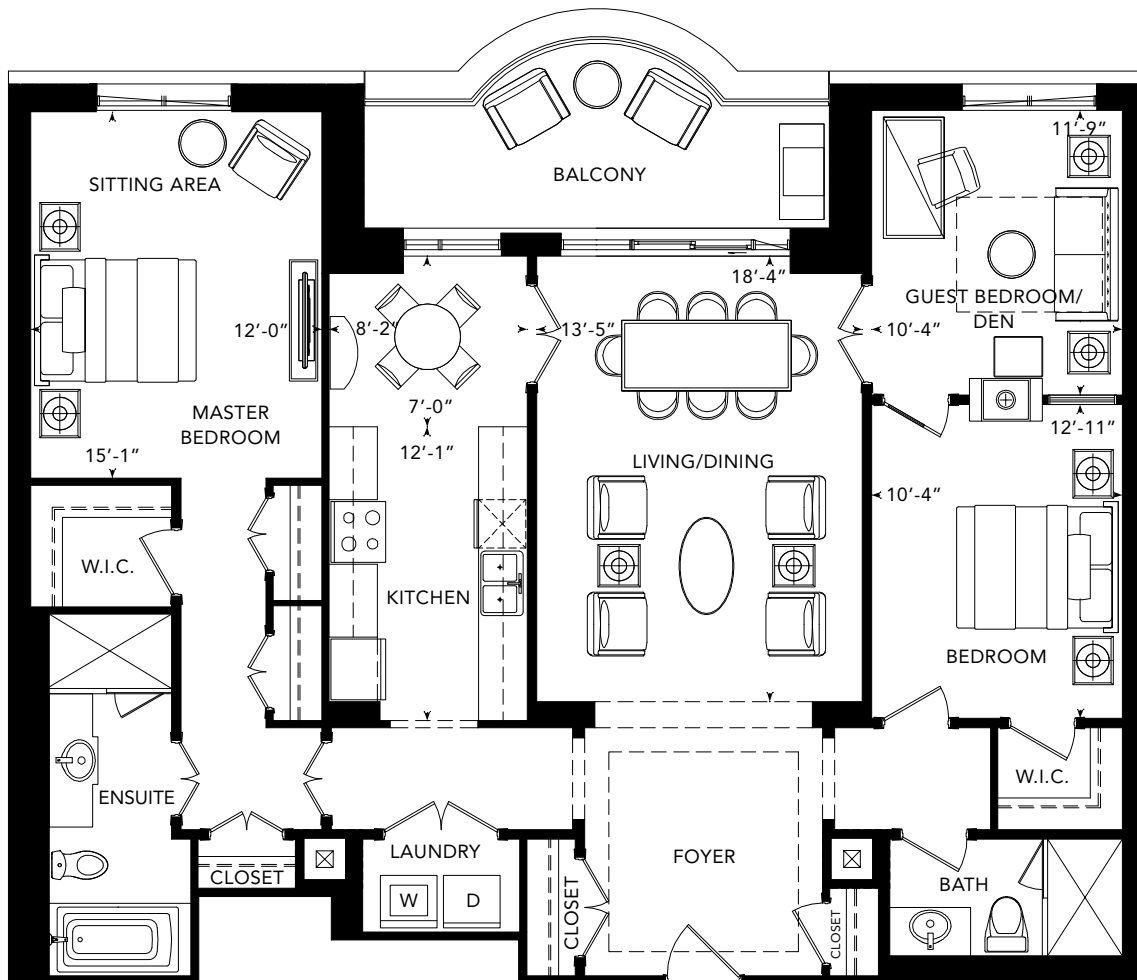 11’-9”
SITTING AREA
BALCONY
18’-4”
GUEST BEDROOM/
DEN
12’-0”
8’-2”
13’-5”
10’-4”
7’-0”
MASTER
BEDROOM
12’-11”
12’-1”
15’-1”
LIVING/DINING
10’-4”
W.I.C.
KITCHEN
BEDROOM
W.I.C.
ENSUITE
LAUNDRY
FOYER
CLOSET
BATH
W
D
CLOSET
CLOSET